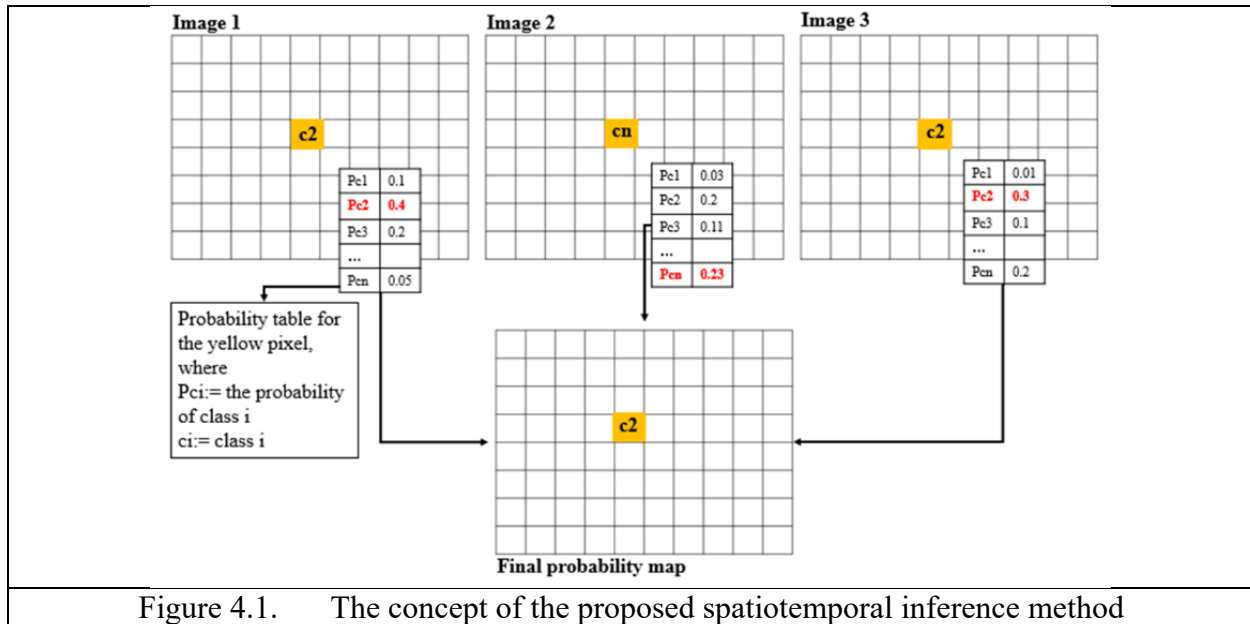 Image 1
Image 2
Image 3
c2
cn
c2
Pc1 0.1
Pc2 0.4
Pc3 0.2
...
Pcn 0.05
Pc1 0.03
Pc2 0.2
Pc3 0.11
...
Pcn 0.23
Pc1 0.01
Pc2 0.3
Pc3 0.1
...
Pcn 0.2
Probability table for
the yellow pixel,
where
Pci:= the probability
of class i
ci:= class i
c2
Final probability map
Figure 4.1. The concept of the proposed spatiotemporal inference method